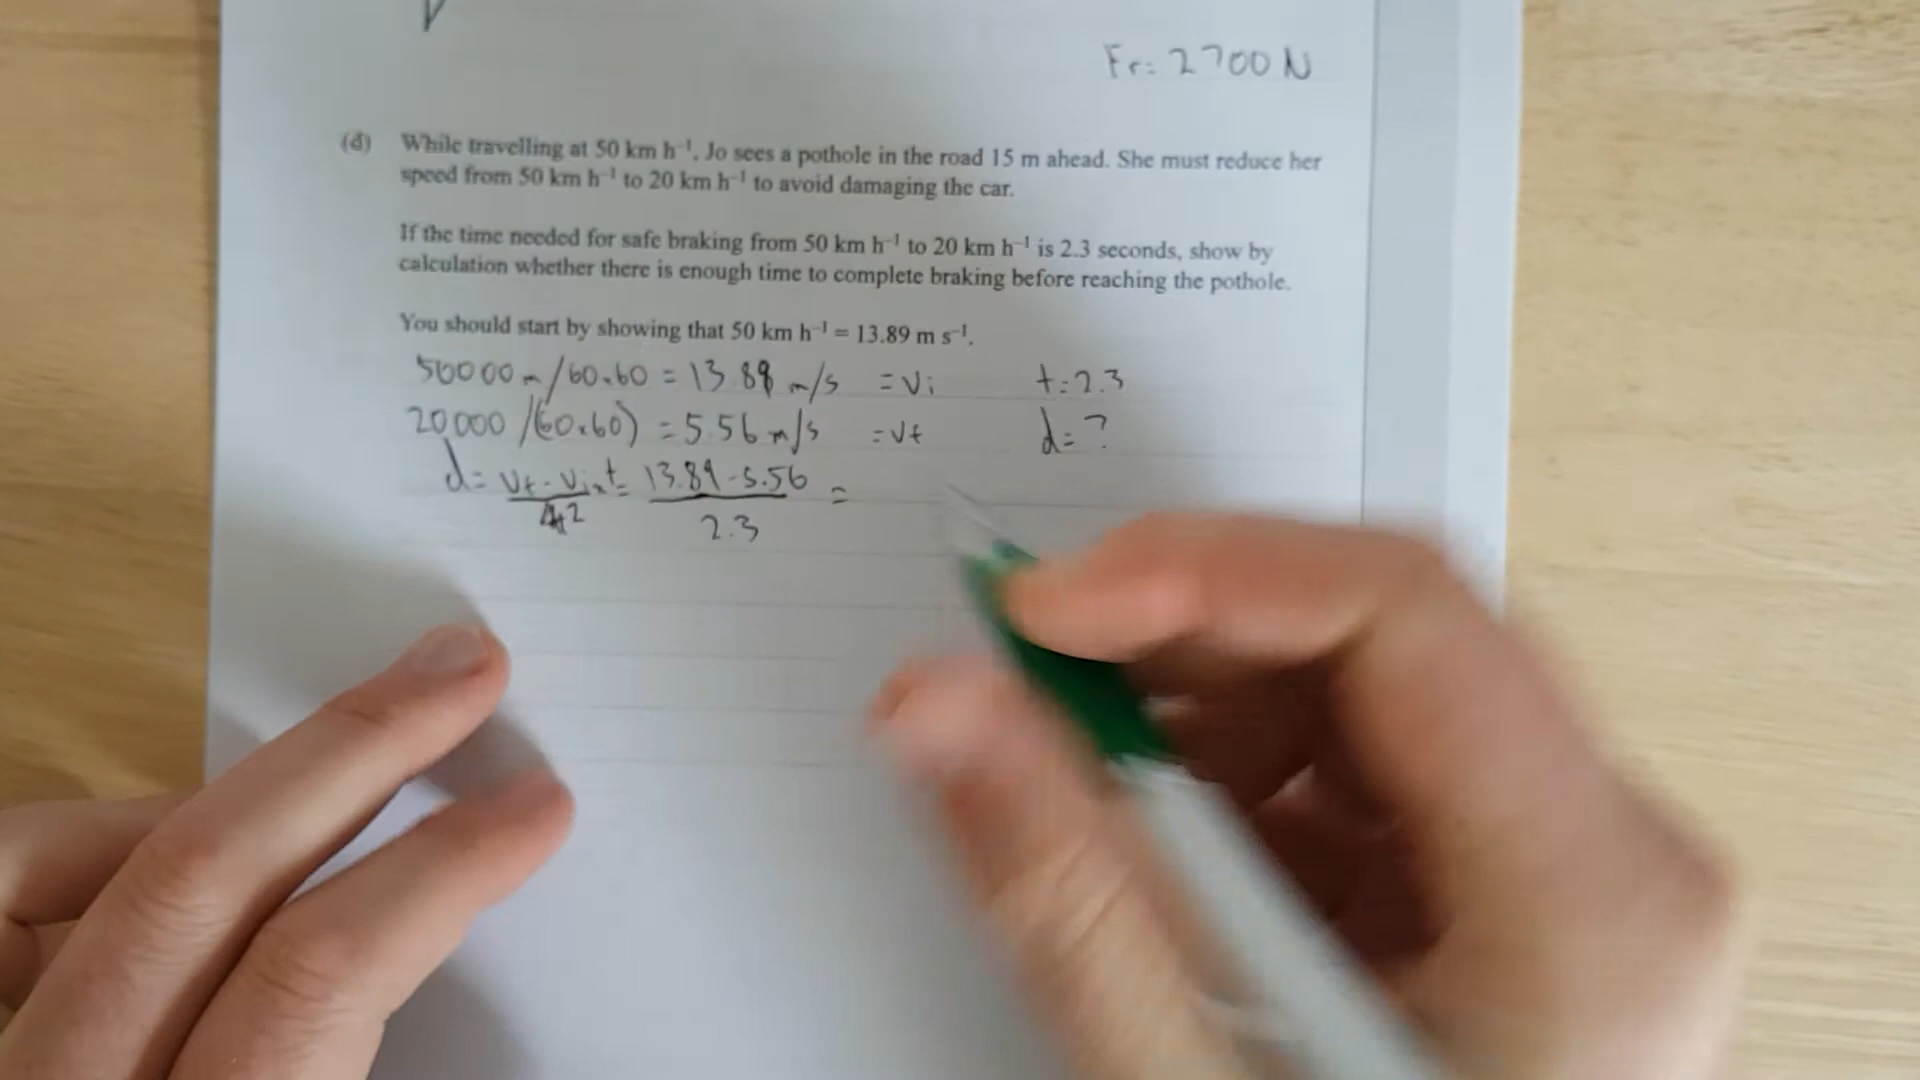 Fr= 2700 N
(d) While travelling at 50 km h⁻¹, Jo sees a pothole in the road 15 m ahead. She must reduce her
speed from 50 km h⁻¹ to 20 km h⁻¹ to avoid damaging the car.
If the time needed for safe braking from 50 km h⁻¹ to 20 km h⁻¹ is 2.3 seconds, show by
calculation whether there is enough time to complete braking before reaching the pothole.
You should start by showing that 50 km h⁻¹ = 13.89 m s⁻¹.
50000m/60×60 = 13.89 m/s = vi t=2.3
20000/(60×60) = 5.56 m/s = vf d=?
d= (vf - vi × t)/2 = (13.89 - 5.56)/2.3 =